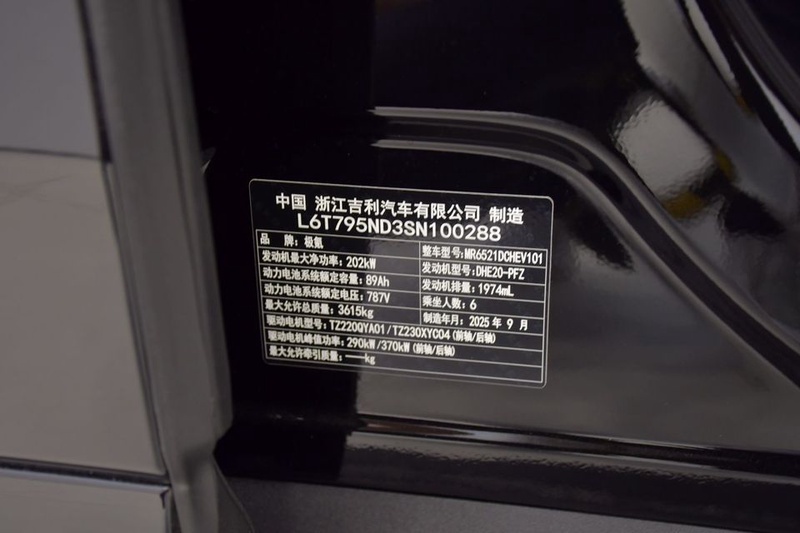 中国 浙江吉利汽车有限公司 制造
L6T795ND3SN100288
品 牌:极氪 整车型号:MR6521DCHEV101
发动机最大净功率:202kW 发动机型号:DHE20-PFZ
动力电池系统额定容量:89Ah 发动机排量:1974mL
动力电池系统额定电压:787V 乘坐人数:6
最大允许总质量:3615kg 制造年月:2025 年 9 月
驱动电机型号:TZ220QYA01/TZ230XYC04(前轴/后轴)
驱动电机峰值功率:290kW/370kW(前轴/后轴)
最大允许牵引质量:——kg